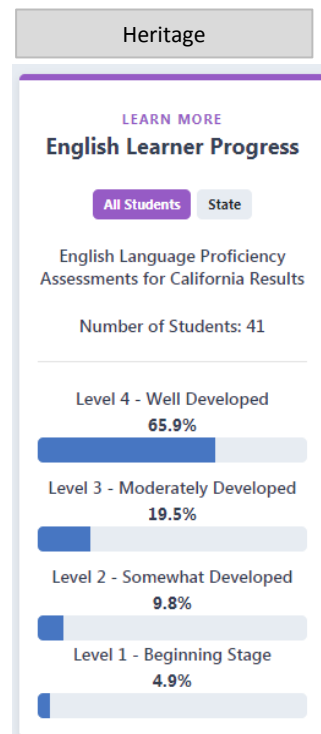 Heritage
LEARN MORE
English Learner Progress
All Students
State
English Language Proficiency
Assessments for California Results
Number of Students: 41
Level 4 - Well Developed
65.9%
Level 3 - Moderately Developed
19.5%
Level 2 - Somewhat Developed
9.8%
Level 1 - Beginning Stage
4.9%